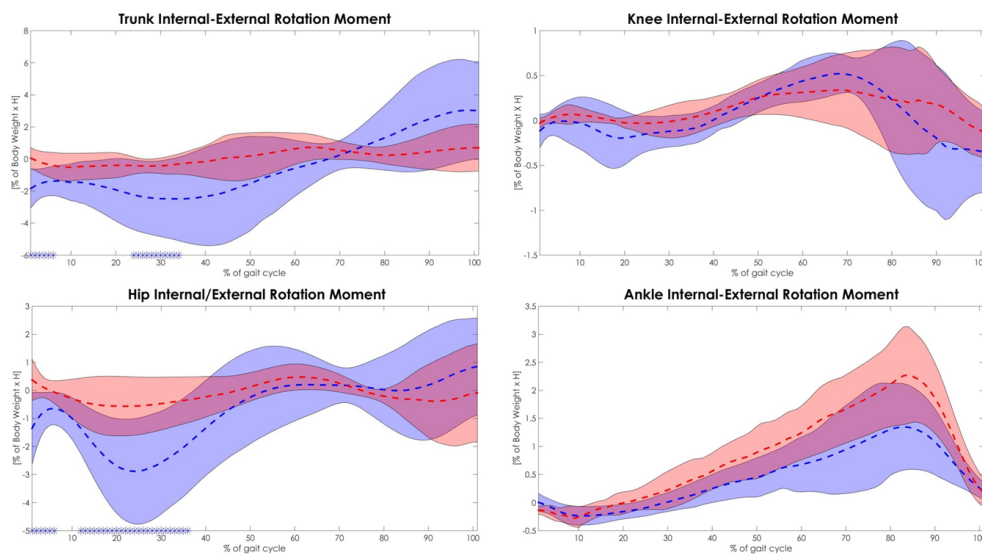 Trunk Internal-External Rotation Moment
[% of Body Weight x H]
8
6
4
2
0
-2
-4
-6
10 20 30 40 50 60 70 80 90 100
% of gait cycle
Knee Internal-External Rotation Moment
[% of Body Weight X H]
1
0.5
0
-0.5
-1
-1.5
10 20 30 40 50 60 70 80 90 100
% of gait cycle
Hip Internal/External Rotation Moment
[% of Body Weight x H]
3
2
1
0
-1
-2
-3
-4
-5
10 20 30 40 50 60 70 80 90 100
% of gait cycle
Ankle Internal-External Rotation Moment
[% of Body Weight x H]
3.5
3
2.5
2
1.5
1
0.5
0
-0.5
10 20 30 40 50 60 70 80 90 100
% of gait cycle